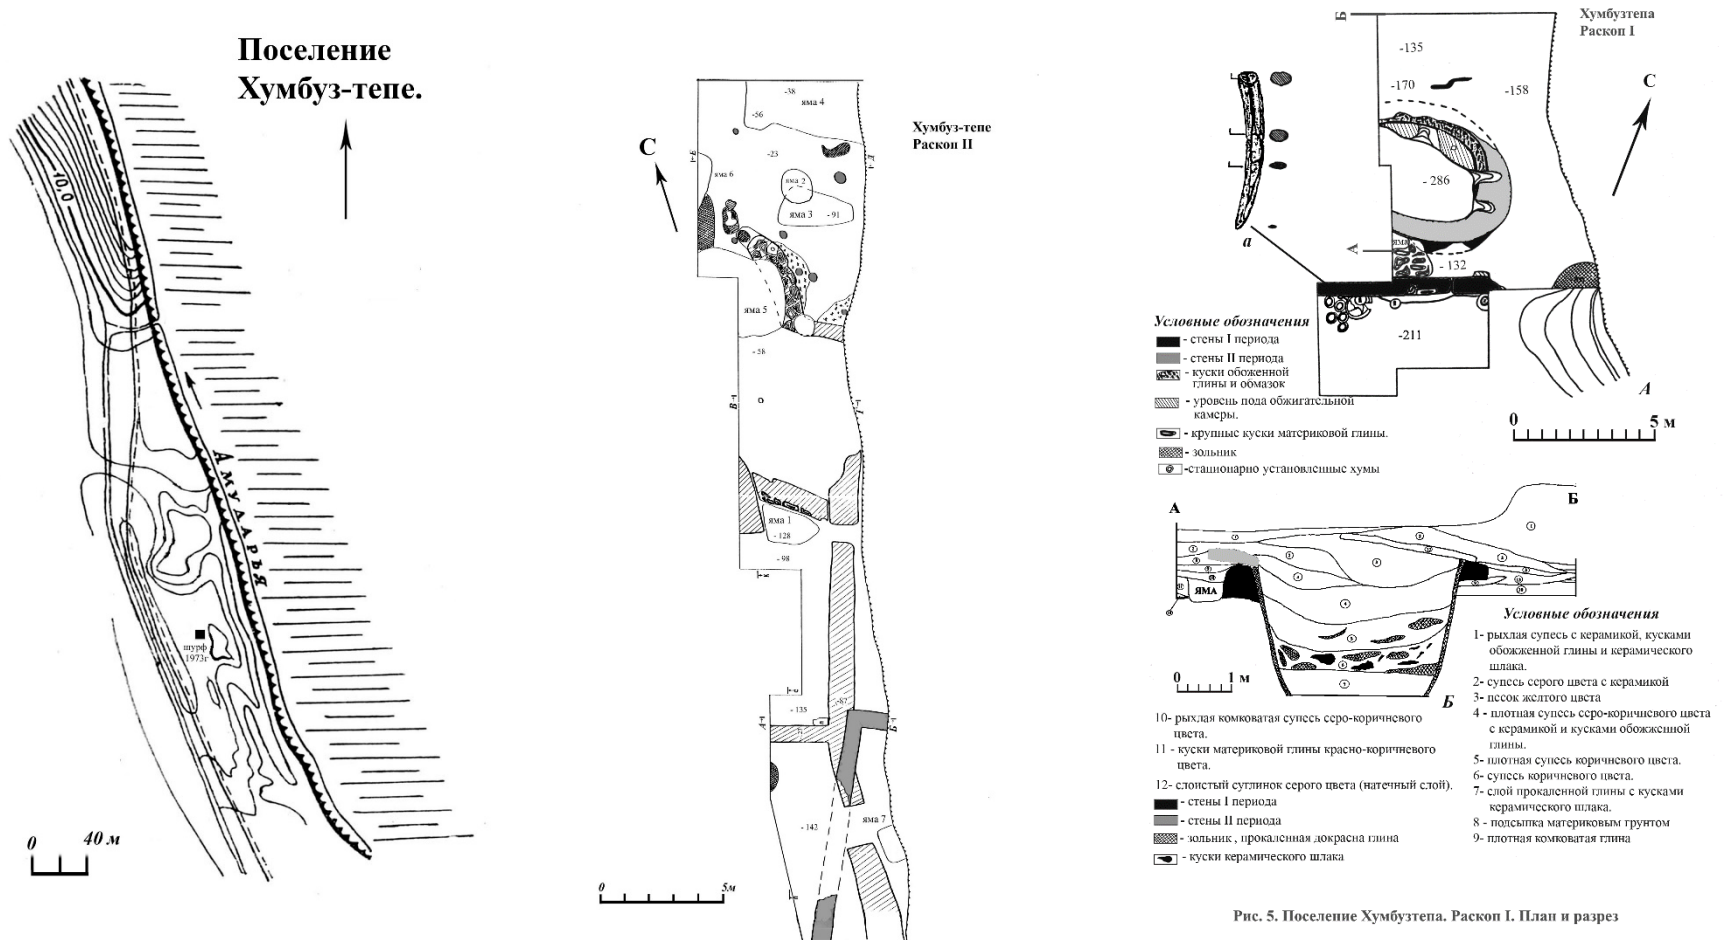 Поселение
Хумбуз-тепе.
10,0
Амударья
шурф
1973г
0 40 м
Хумбуз-тепе
Раскоп II
С
-38
яма 4
-56
-23
яма 6
яма 2
яма 3 -91
яма 5
-58
В
яма 1
-128
-98
-135
-87
А
Б
-142
яма 7
0 5м
Хумбузтепа
Раскоп I
Б
-135
-170
-158
С
-286
а
А
яма
-132
-211
А
0 5 м
Условные обозначения
- стены I периода
- стены II периода
- куски обоженной
глины и обмазок
- уровень пода обжигательной
камеры.
- крупные куски материковой глины.
- зольник
-стационарно установленные хумы
А
Б
ЯМА
0 1 м
Б
Условные обозначения
1- рыхлая супесь с керамикой, кусками
обожженной глины и керамического
шлака.
2- супесь серого цвета с керамикой
3- песок желтого цвета
4 - плотная супесь серо-коричневого цвета
с керамикой и кусками обожженной
глины.
5- плотная супесь коричневого цвета.
6- супесь коричневого цвета.
7- слой прокаленной глины с кусками
керамического шлака.
8 - подсыпка материковым грунтом
9- плотная комковатая глина
10- рыхлая комковатая супесь серо-коричневого
цвета.
11 - куски материковой глины красно-коричневого
цвета.
12- слоистый суглинок серого цвета (натечный слой).
- стены I периода
- стены II периода
- зольник , прокаленная докрасна глина
- куски керамического шлака
Рис. 5. Поселение Хумбузтепа. Раскоп I. План и разрез